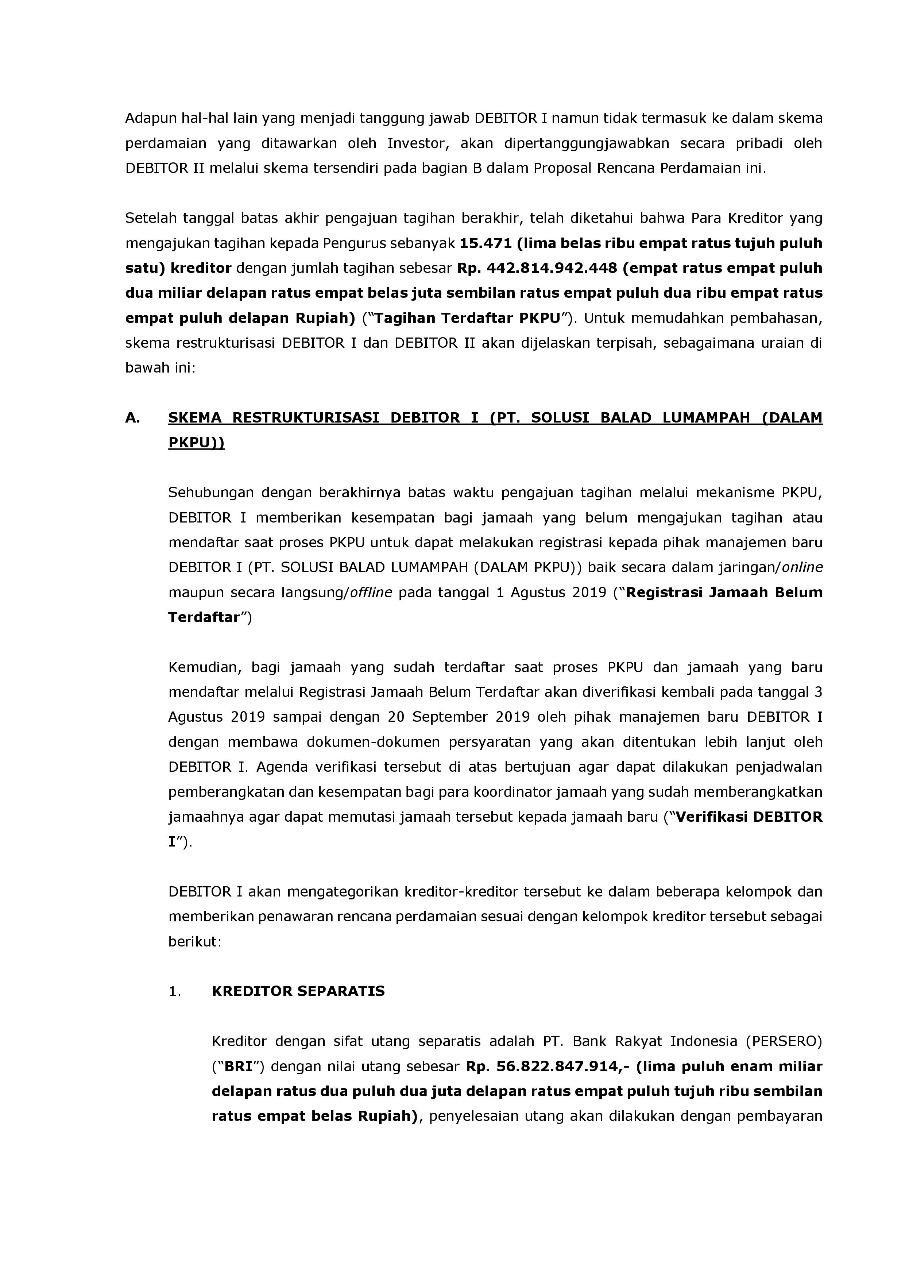 Adapun hal-hal lain yang menjadi tanggung jawab DEBITOR I namun tidak termasuk ke dalam skema
perdamaian yang ditawarkan oleh Investor, akan dipertanggungjawabkan secara pribadi oleh
DEBITOR II melalui skema tersendiri pada bagian B dalam Proposal Rencana Perdamaian ini.
Setelah tanggal batas akhir pengajuan tagihan berakhir, telah diketahui bahwa Para Kreditor yang
mengajukan tagihan kepada Pengurus sebanyak 15.471 (lima belas ribu empat ratus tujuh puluh
satu) kreditor dengan jumlah tagihan sebesar Rp. 442.814.942.448 (empat ratus empat puluh
dua miliar delapan ratus empat belas juta sembilan ratus empat puluh dua ribu empat ratus
empat puluh delapan Rupiah) (“Tagihan Terdaftar PKPU”). Untuk memudahkan pembahasan,
skema restrukturisasi DEBITOR I dan DEBITOR II akan dijelaskan terpisah, sebagaimana uraian di
bawah ini:
A. SKEMA RESTRUKTURISASI DEBITOR I (PT. SOLUSI BALAD LUMAMPAH (DALAM
PKPU))
Sehubungan dengan berakhirnya batas waktu pengajuan tagihan melalui mekanisme PKPU,
DEBITOR I memberikan kesempatan bagi jamaah yang belum mengajukan tagihan atau
mendaftar saat proses PKPU untuk dapat melakukan registrasi kepada pihak manajemen baru
DEBITOR I (PT. SOLUSI BALAD LUMAMPAH (DALAM PKPU)) baik secara dalam jaringan/online
maupun secara langsung/offline pada tanggal 1 Agustus 2019 (“Registrasi Jamaah Belum
Terdaftar”)
Kemudian, bagi jamaah yang sudah terdaftar saat proses PKPU dan jamaah yang baru
mendaftar melalui Registrasi Jamaah Belum Terdaftar akan diverifikasi kembali pada tanggal 3
Agustus 2019 sampai dengan 20 September 2019 oleh pihak manajemen baru DEBITOR I
dengan membawa dokumen-dokumen persyaratan yang akan ditentukan lebih lanjut oleh
DEBITOR I. Agenda verifikasi tersebut di atas bertujuan agar dapat dilakukan penjadwalan
pemberangkatan dan kesempatan bagi para koordinator jamaah yang sudah memberangkatkan
jamaahnya agar dapat memutasi jamaah tersebut kepada jamaah baru (“Verifikasi DEBITOR
I”).
DEBITOR I akan mengategorikan kreditor-kreditor tersebut ke dalam beberapa kelompok dan
memberikan penawaran rencana perdamaian sesuai dengan kelompok kreditor tersebut sebagai
berikut:
1. KREDITOR SEPARATIS
Kreditor dengan sifat utang separatis adalah PT. Bank Rakyat Indonesia (PERSERO)
(“BRI”) dengan nilai utang sebesar Rp. 56.822.847.914,- (lima puluh enam miliar
delapan ratus dua puluh dua juta delapan ratus empat puluh tujuh ribu sembilan
ratus empat belas Rupiah), penyelesaian utang akan dilakukan dengan pembayaran